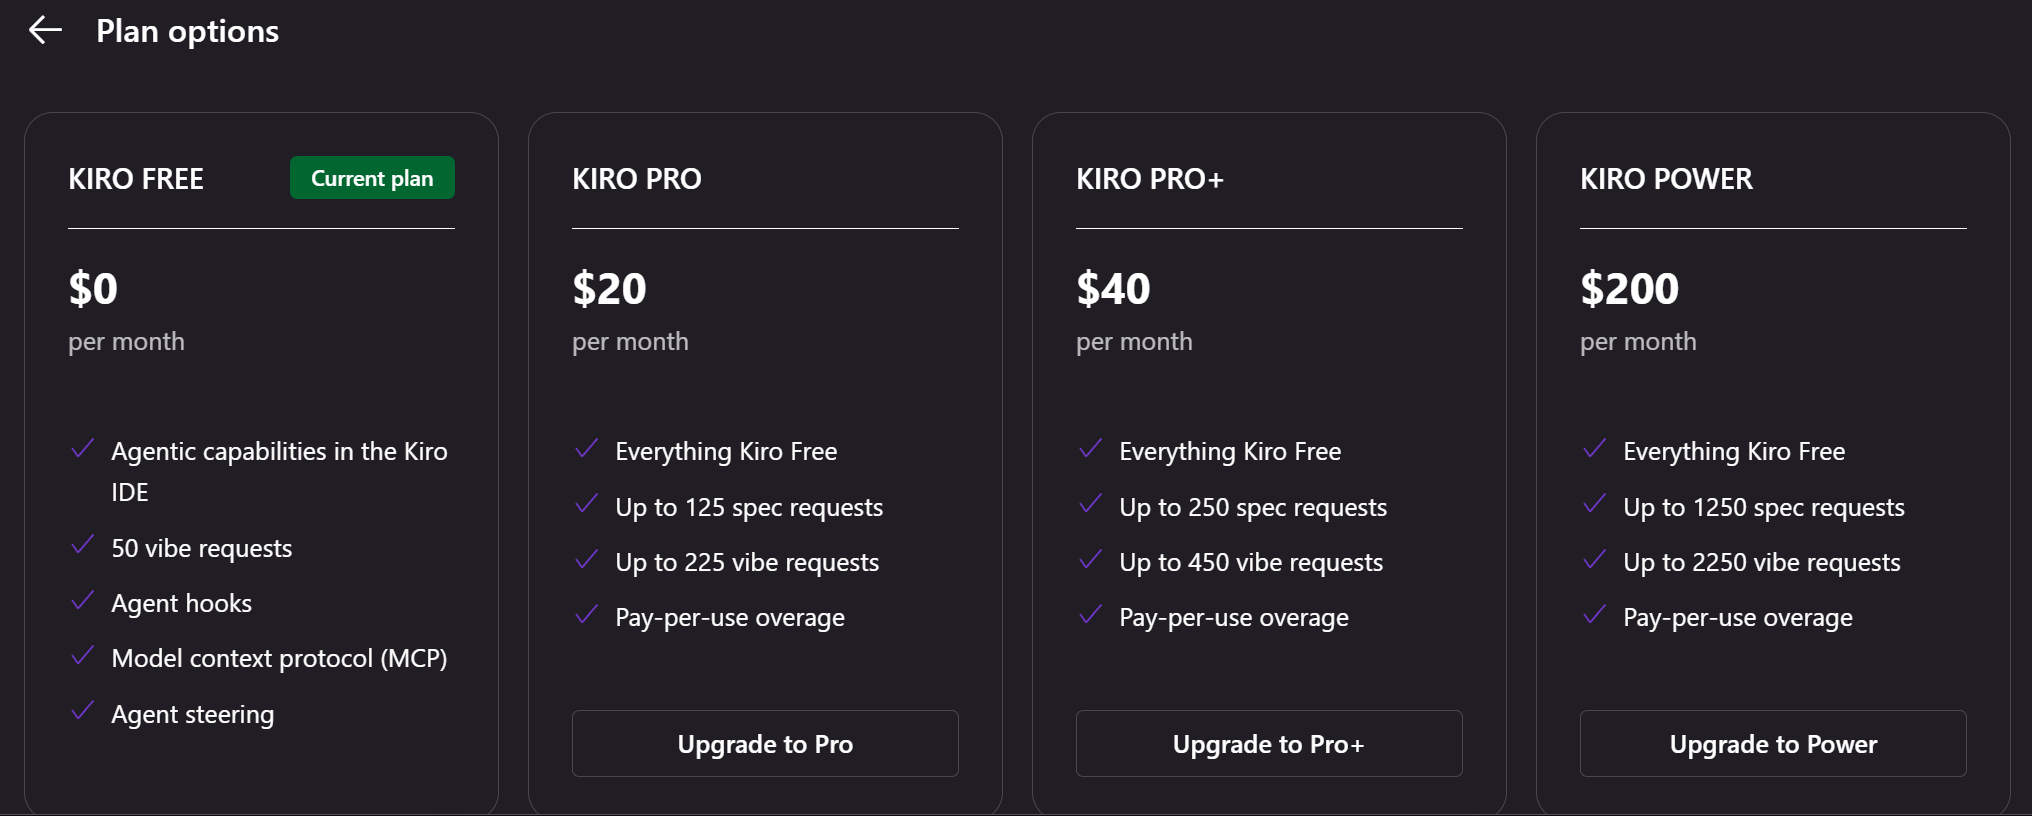 Plan options
KIRO FREE
Current plan
$0
per month
Agentic capabilities in the Kiro
IDE
50 vibe requests
Agent hooks
Model context protocol (MCP)
Agent steering
KIRO PRO
$20
per month
Everything Kiro Free
Up to 125 spec requests
Up to 225 vibe requests
Pay-per-use overage
Upgrade to Pro
KIRO PRO+
$40
per month
Everything Kiro Free
Up to 250 spec requests
Up to 450 vibe requests
Pay-per-use overage
Upgrade to Pro+
KIRO POWER
$200
per month
Everything Kiro Free
Up to 1250 spec requests
Up to 2250 vibe requests
Pay-per-use overage
Upgrade to Power